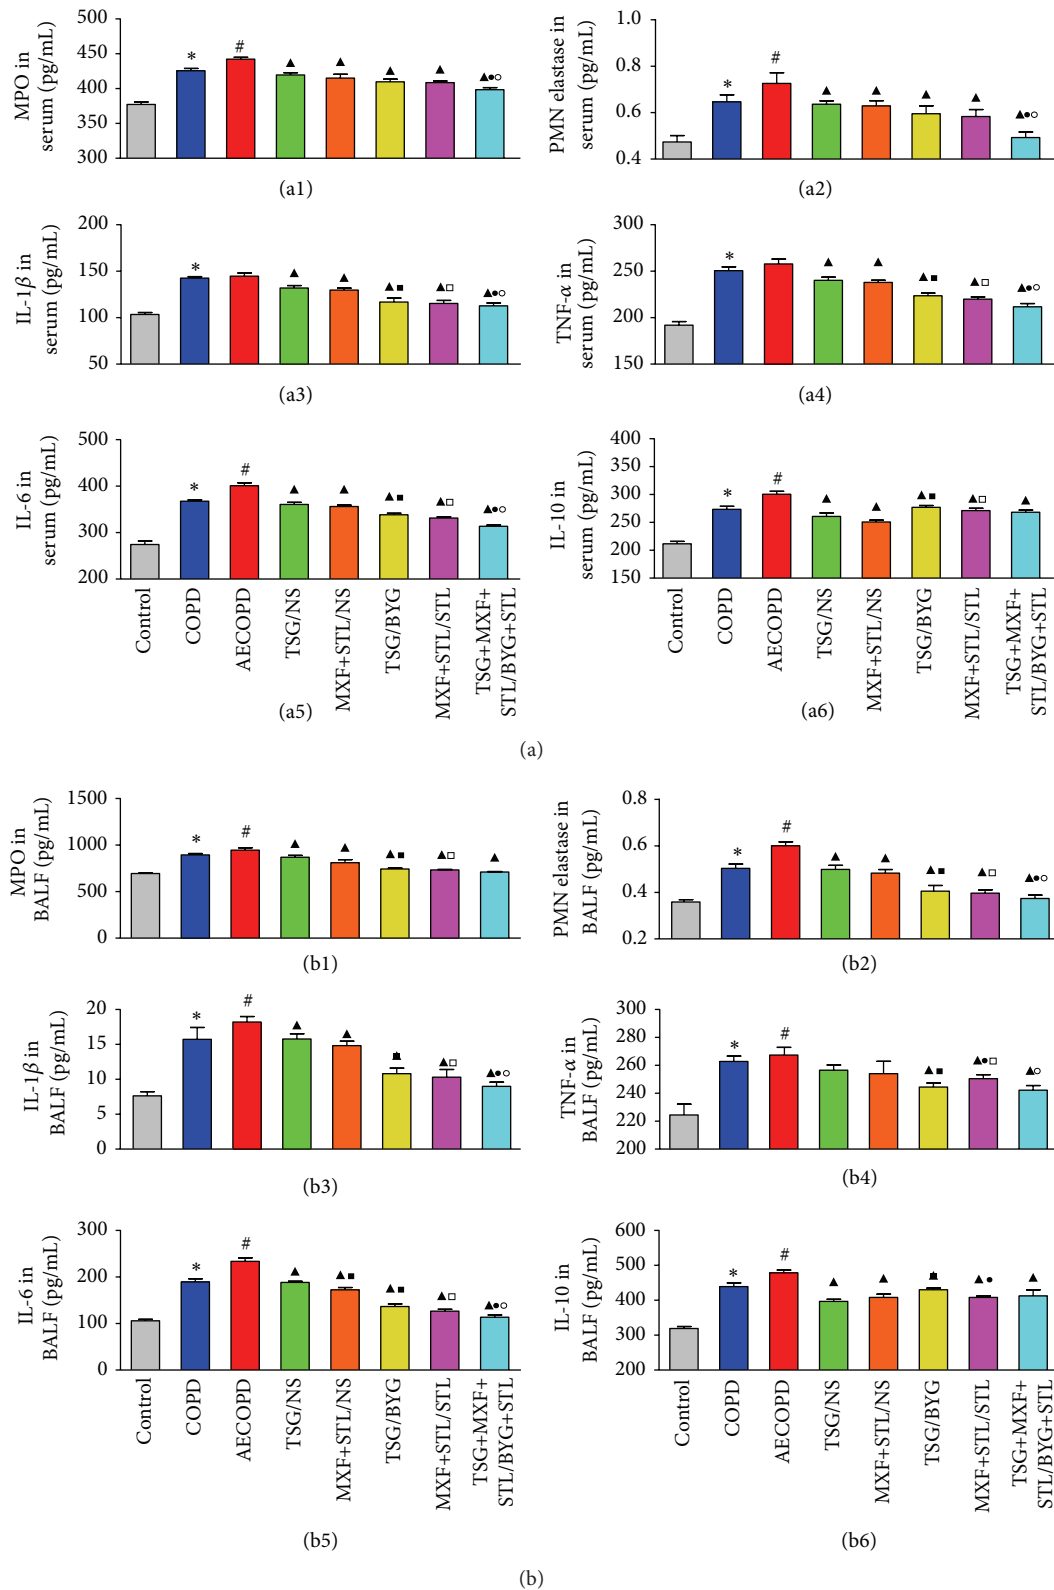 MPO in
serum (pg/mL)
500
450
400
350
300
*
#
▲
▲
▲
▲
▲●○
(a1)
PMN elastase in
serum (pg/mL)
1.0
0.8
0.6
0.4
*
#
▲
▲
▲
▲
▲●○
(a2)
IL-1β in
serum (pg/mL)
200
150
100
50
*
▲
▲
▲■
▲□
▲●○
(a3)
TNF-α in
serum (pg/mL)
300
250
200
150
*
▲
▲
▲■
▲□
▲●○
(a4)
IL-6 in
serum (pg/mL)
500
400
300
200
*
#
▲
▲
▲■
▲□
▲●○
Control
COPD
AECOPD
TSG/NS
MXF+STL/NS
TSG/BYG
MXF+STL/STL
TSG+MXF+
STL/BYG+STL
(a5)
IL-10 in
serum (pg/mL)
400
350
300
250
200
150
*
#
▲
▲
▲■
▲□
▲
Control
COPD
AECOPD
TSG/NS
MXF+STL/NS
TSG/BYG
MXF+STL/STL
TSG+MXF+
STL/BYG+STL
(a6)
(a)
MPO in
BALF (pg/mL)
1500
1000
500
0
*
#
▲
▲
▲■
▲□
▲
(b1)
PMN elastase in
BALF (pg/mL)
0.8
0.6
0.4
0.2
*
#
▲
▲
▲■
▲□
▲●○
(b2)
IL-1β in
BALF (pg/mL)
20
15
10
5
0
*
#
▲
▲
▲■
▲□
▲●○
(b3)
TNF-α in
BALF (pg/mL)
300
280
260
240
220
200
*
#
▲■
▲●□
▲○
(b4)
IL-6 in
BALF (pg/mL)
300
200
100
0
*
#
▲
▲■
▲■
▲□
▲●○
Control
COPD
AECOPD
TSG/NS
MXF+STL/NS
TSG/BYG
MXF+STL/STL
TSG+MXF+
STL/BYG+STL
(b5)
IL-10 in
BALF (pg/mL)
600
500
400
300
200
*
#
▲
▲
▲■
▲●
▲
Control
COPD
AECOPD
TSG/NS
MXF+STL/NS
TSG/BYG
MXF+STL/STL
TSG+MXF+
STL/BYG+STL
(b6)
(b)